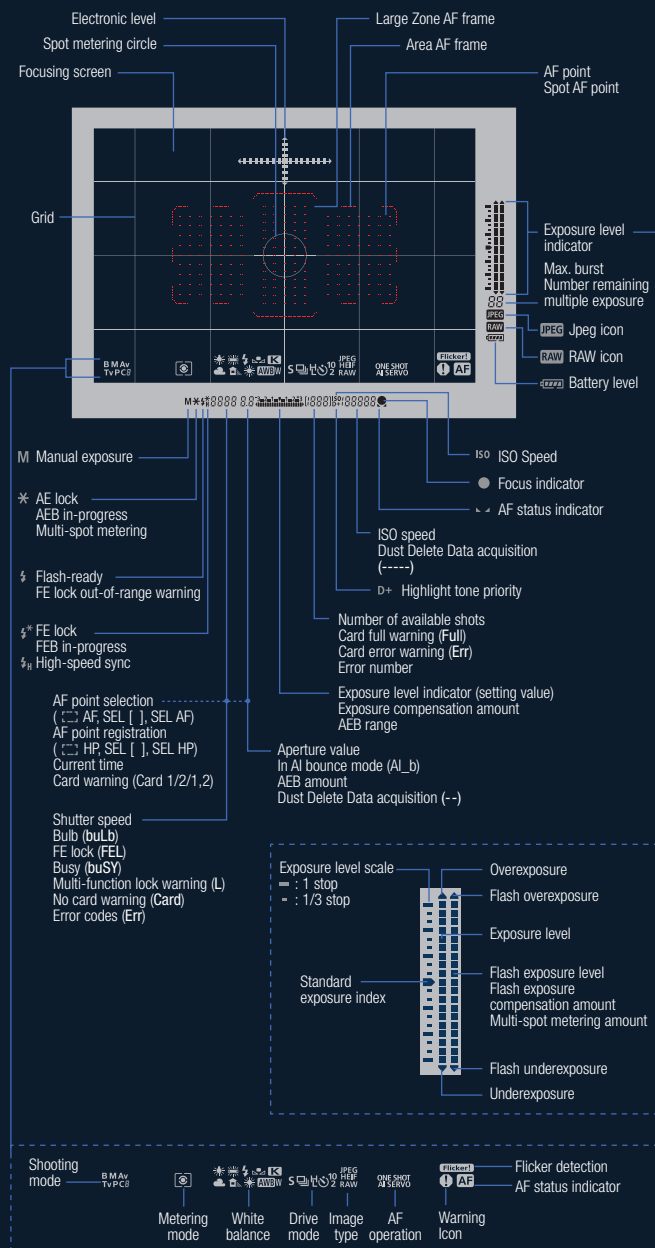 Electronic level
Large Zone AF frame
Spot metering circle
Area AF frame
Focusing screen
AF point
Spot AF point
Grid
Exposure level
indicator
Max. burst
Number remaining
multiple exposure
JPEG
JPEG Jpeg icon
RAW
RAW RAW icon
Battery level
B M Av
Tv P C
K
AWB W
S
10
2
JPEG
HEIF
RAW
ONE SHOT
AI SERVO
Flicker!
AF
M
M Manual exposure
ISO ISO Speed
Focus indicator
AE lock
AEB in-progress
Multi-spot metering
AF status indicator
ISO speed
Dust Delete Data acquisition
(-----)
Flash-ready
FE lock out-of-range warning
D+ Highlight tone priority
FE lock
FEB in-progress
H High-speed sync
Number of available shots
Card full warning (Full)
Card error warning (Err)
Error number
AF point selection
( AF, SEL [ ], SEL AF)
AF point registration
( HP, SEL [ ], SEL HP)
Current time
Card warning (Card 1/2/1,2)
Exposure level indicator (setting value)
Exposure compensation amount
AEB range
Aperture value
In AI bounce mode (AI_b)
AEB amount
Dust Delete Data acquisition (--)
Shutter speed
Bulb (buLb)
FE lock (FEL)
Busy (buSY)
Multi-function lock warning (L)
No card warning (Card)
Error codes (Err)
Exposure level scale
: 1 stop
: 1/3 stop
Overexposure
Flash overexposure
Exposure level
Standard
exposure index
Flash exposure level
Flash exposure
compensation amount
Multi-spot metering amount
Flash underexposure
Underexposure
Shooting
mode
B M Av
Tv P C
K
AWB W
S
10
2
JPEG
HEIF
RAW
ONE SHOT
AI SERVO
Flicker!
AF
Flicker detection
AF status indicator
Metering
mode
White
balance
Drive
mode
Image
type
AF
operation
Warning
Icon